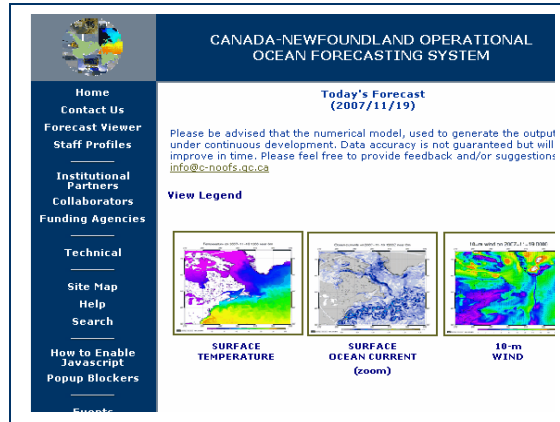 CANADA-NEWFOUNDLAND OPERATIONAL
OCEAN FORECASTING SYSTEM
Home
Contact Us
Forecast Viewer
Staff Profiles
Institutional
Partners
Collaborators
Funding Agencies
Technical
Site Map
Help
Search
How to Enable
Javascript
Popup Blockers
Events
Today's Forecast
(2007/11/19)
Please be advised that the numerical model, used to generate the output
under continuous development. Data accuracy is not guaranteed but will
improve in time. Please feel free to provide feedback and/or suggestions
info@c-noofs.gc.ca
View Legend
SURFACE
TEMPERATURE
SURFACE
OCEAN CURRENT
(zoom)
10-m
WIND